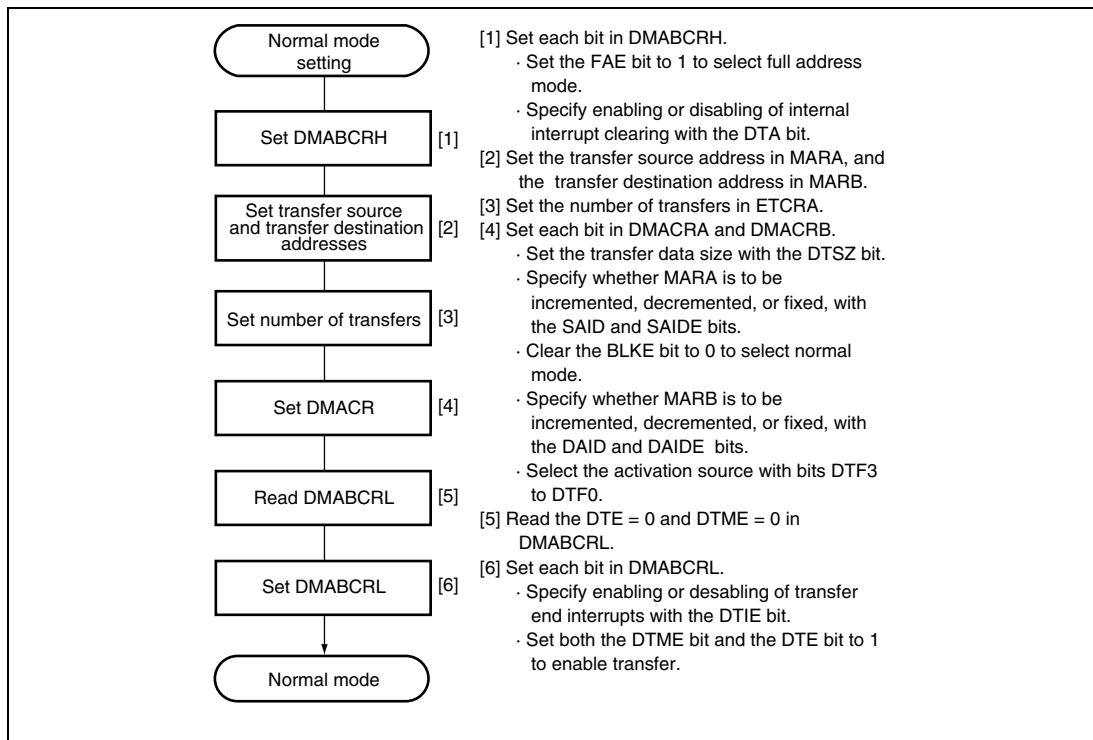 Normal mode
setting
Set DMABCRH
[1]
Set transfer source
and transfer destination
addresses
[2]
Set number of transfers
[3]
Set DMACR
[4]
Read DMABCRL
[5]
Set DMABCRL
[6]
Normal mode
[1] Set each bit in DMABCRH.
· Set the FAE bit to 1 to select full address
mode.
· Specify enabling or disabling of internal
interrupt clearing with the DTA bit.
[2] Set the transfer source address in MARA, and
the transfer destination address in MARB.
[3] Set the number of transfers in ETCRA.
[4] Set each bit in DMACRA and DMACRB.
· Set the transfer data size with the DTSZ bit.
· Specify whether MARA is to be
incremented, decremented, or fixed, with
the SAID and SAIDE bits.
· Clear the BLKE bit to 0 to select normal
mode.
· Specify whether MARB is to be
incremented, decremented, or fixed, with
the DAID and DAIDE bits.
· Select the activation source with bits DTF3
to DTF0.
[5] Read the DTE = 0 and DTME = 0 in
DMABCRL.
[6] Set each bit in DMABCRL.
· Specify enabling or desabling of transfer
end interrupts with the DTIE bit.
· Set both the DTME bit and the DTE bit to 1
to enable transfer.